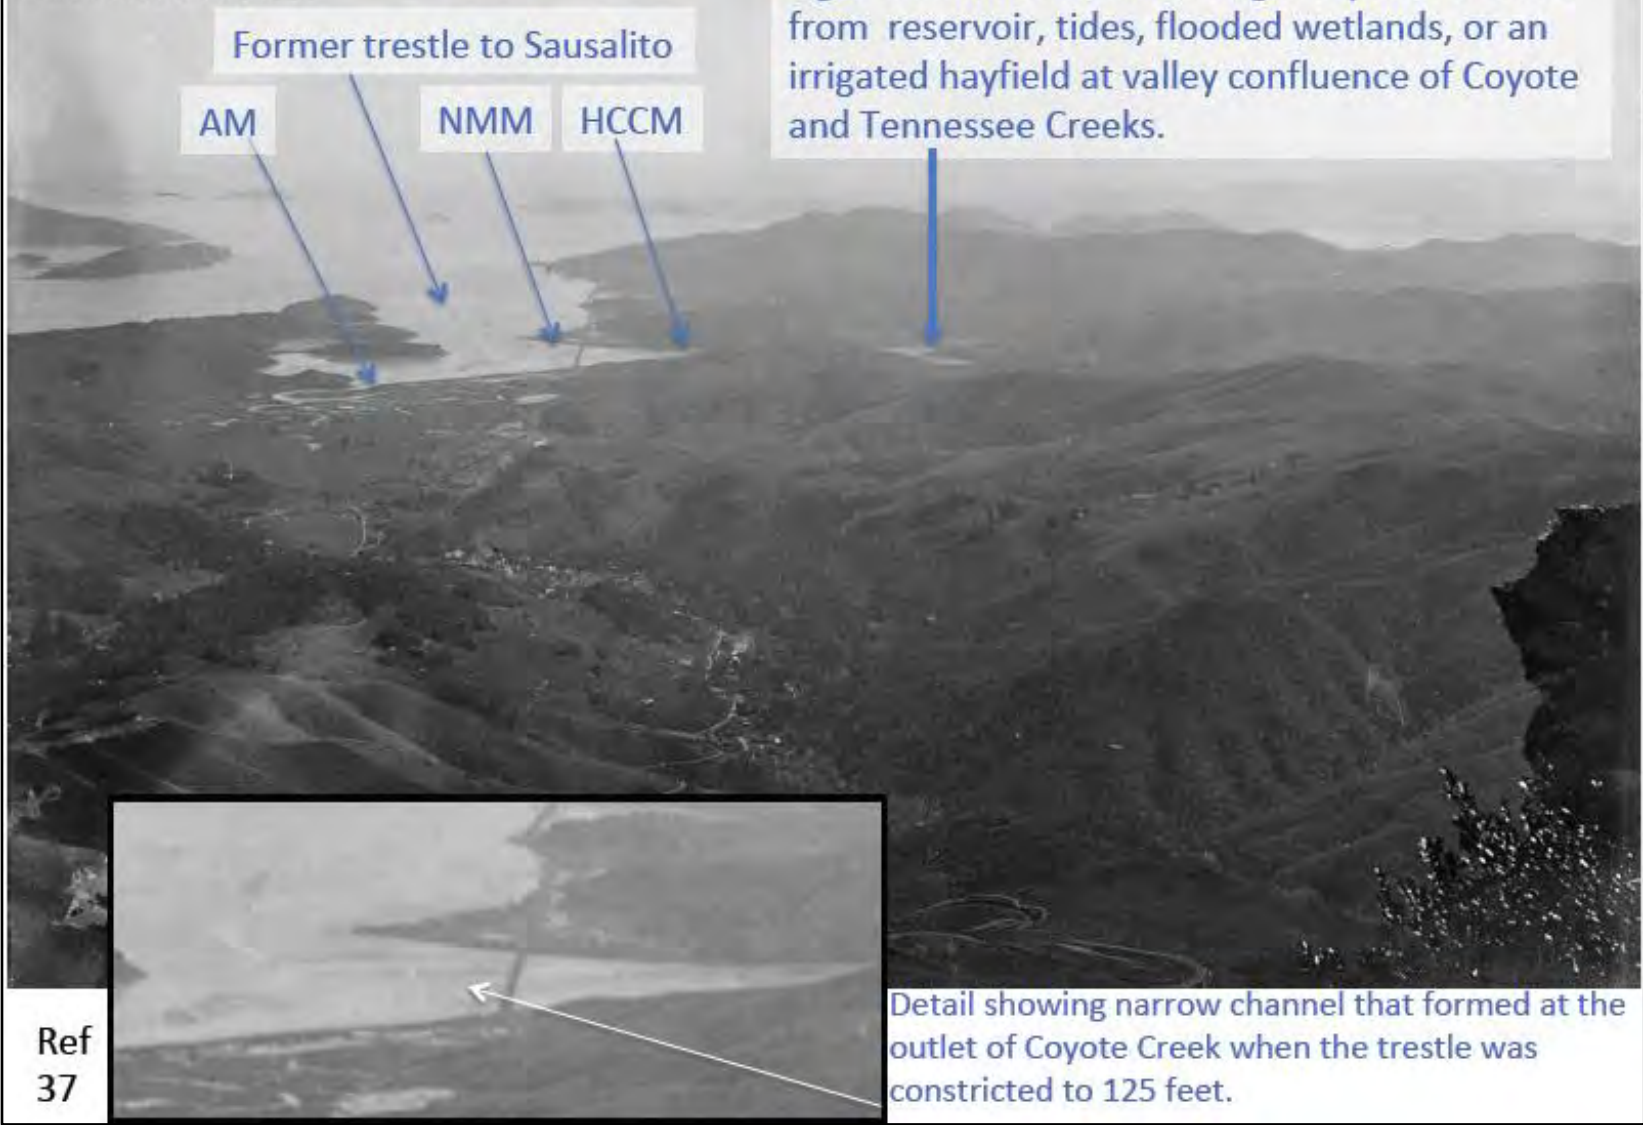 from reservoir, tides, flooded wetlands, or an
irrigated hayfield at valley confluence of Coyote
and Tennessee Creeks.
Former trestle to Sausalito
AM
NMM
HCCM
Ref
37
Detail showing narrow channel that formed at the
outlet of Coyote Creek when the trestle was
constricted to 125 feet.